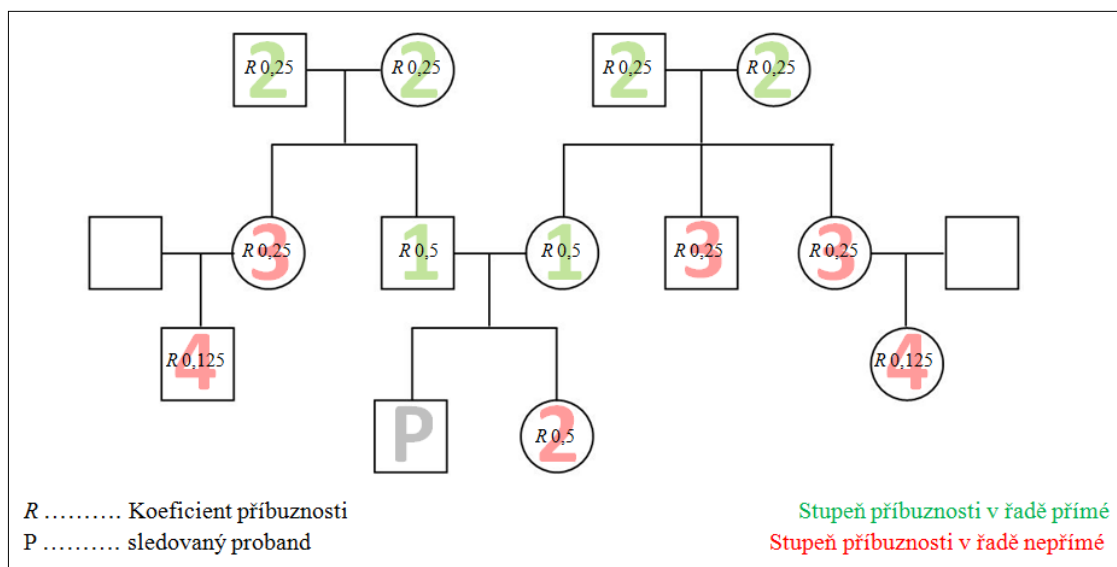 2 R 0,25 2 R 0,25 2 R 0,25 2 R 0,25
3 R 0,25 1 R 0,5 1 R 0,5 3 R 0,25 3 R 0,25
4 R 0,125 4 R 0,125
P 2 R 0,5
R .......... Koeficient příbuznosti Stupeň příbuznosti v řadě přímé
P .......... sledovaný proband Stupeň příbuznosti v řadě nepřímé